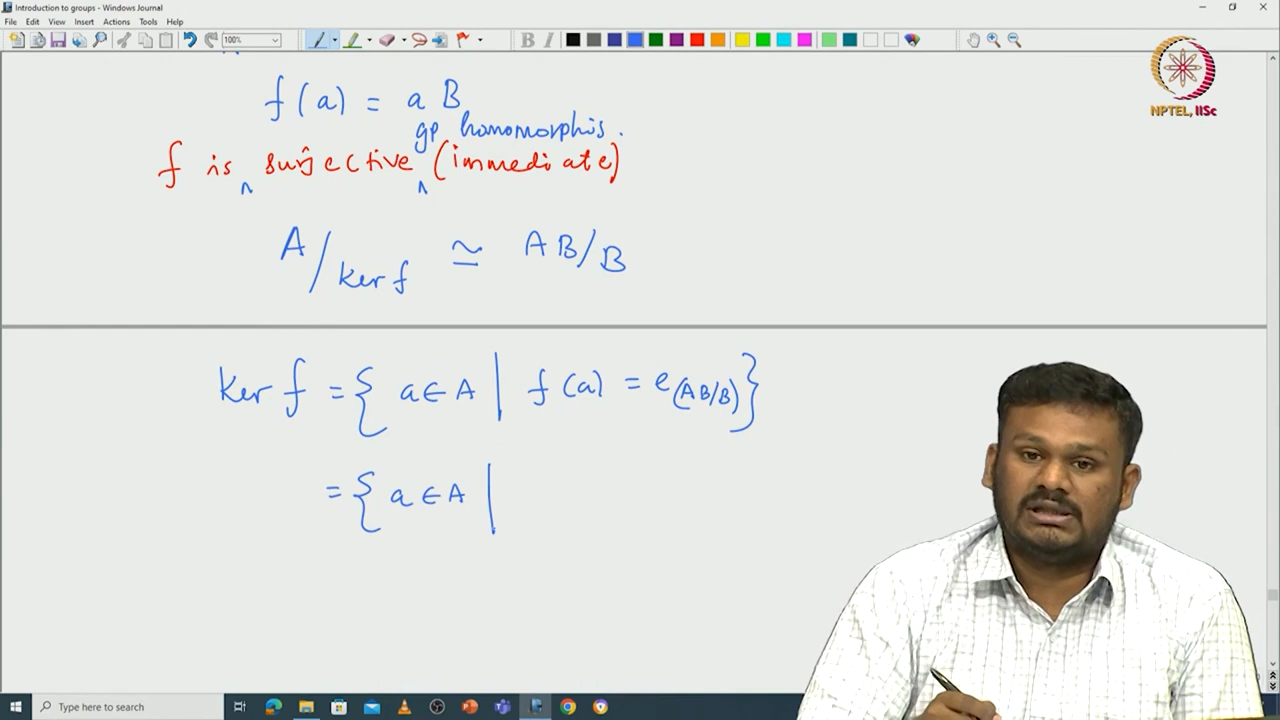 Introduction to groups - Windows Journal
File Edit View Insert Actions Tools Help
100%
B I
NPTEL, IISc
f(a) = a B
gp homomorphis.
f is surjective (immediate)
A/ker f ≅ AB/B
Ker f = { a ∈ A | f(a) = e(AB/B) }
= { a ∈ A |
Type here to search